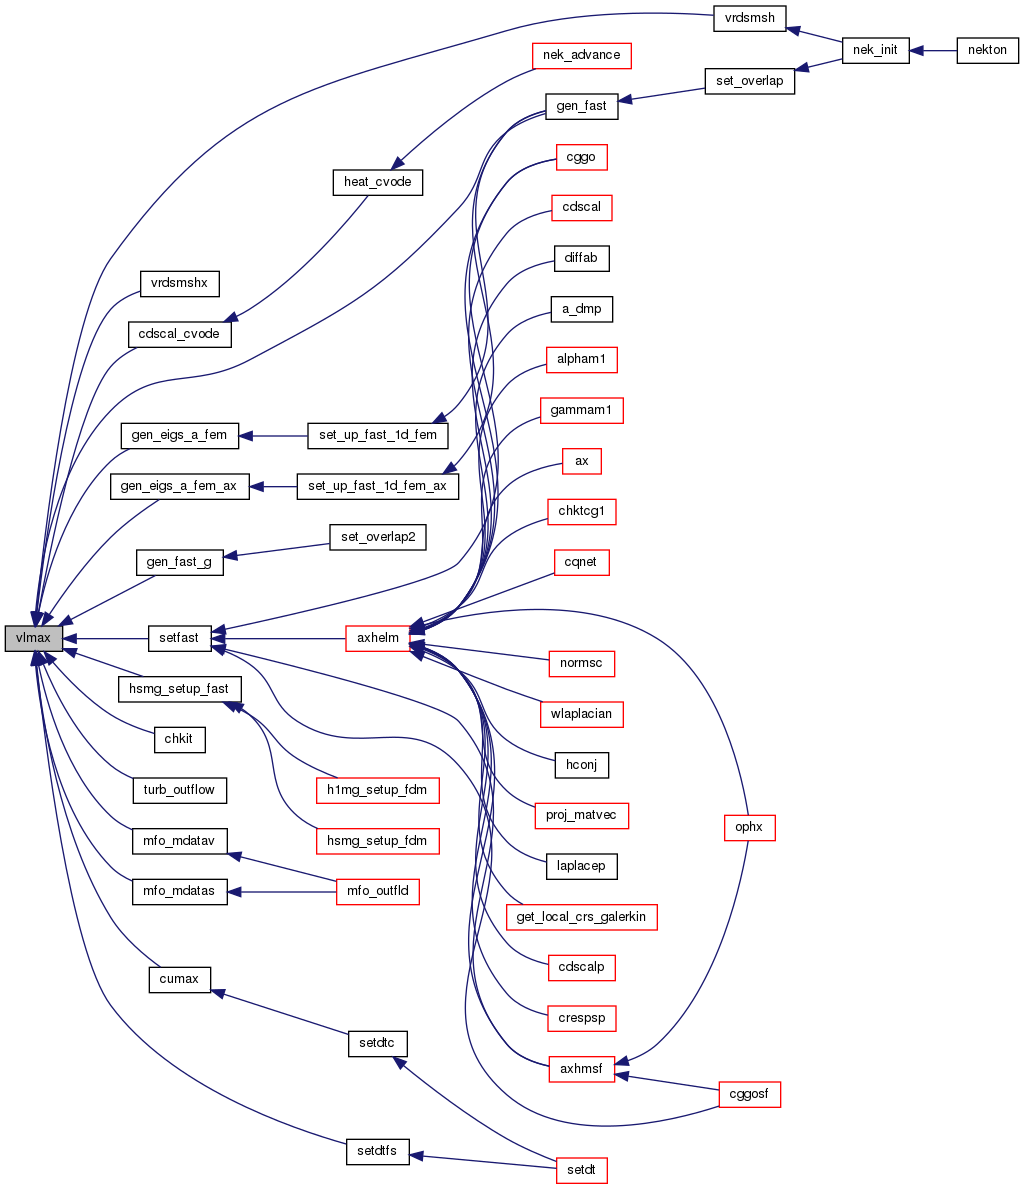 vrdsmsh
nek_init
nekton
nek_advance
set_overlap
gen_fast
cggo
heat_cvode
cdscal
diffab
vrdsmshx
a_dmp
cdscal_cvode
alpham1
gammam1
gen_eigs_a_fem
set_up_fast_1d_fem
ax
gen_eigs_a_fem_ax
set_up_fast_1d_fem_ax
chktcg1
set_overlap2
gen_fast_g
cqnet
vlmax
setfast
axhelm
normsc
hsmg_setup_fast
wlaplacian
chkit
hconj
turb_outflow
h1mg_setup_fdm
proj_matvec
ophx
mfo_mdatav
hsmg_setup_fdm
laplacep
mfo_mdatas
mfo_outfld
get_local_crs_galerkin
cdscalp
cumax
crespsp
setdtc
axhmsf
cggosf
setdtfs
setdt